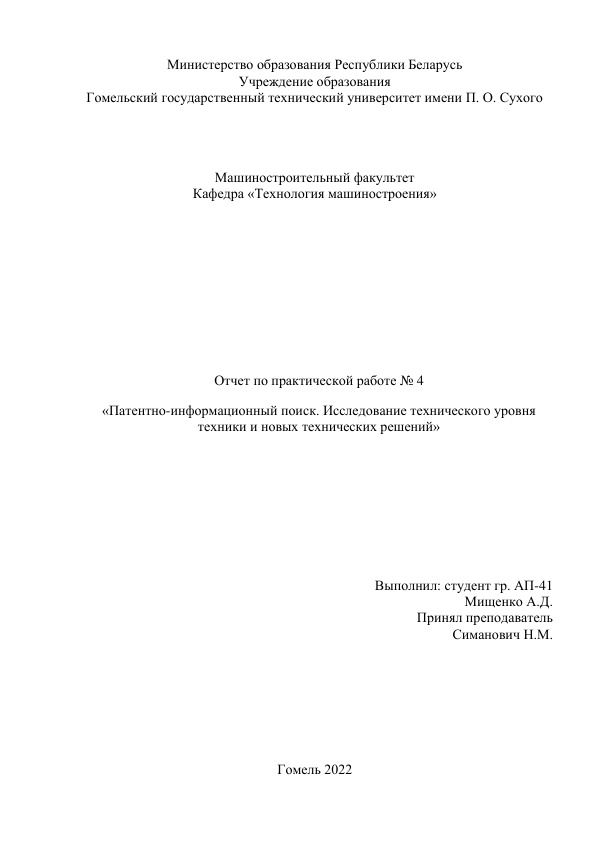 Министерство образования Республики Беларусь
Учреждение образования
Гомельский государственный технический университет имени П. О. Сухого
Машиностроительный факультет
Кафедра «Технология машиностроения»
Отчет по практической работе № 4
«Патентно-информационный поиск. Исследование технического уровня
техники и новых технических решений»
Выполнил: студент гр. АП-41
Мищенко А.Д.
Принял преподаватель
Симанович Н.М.
Гомель 2022